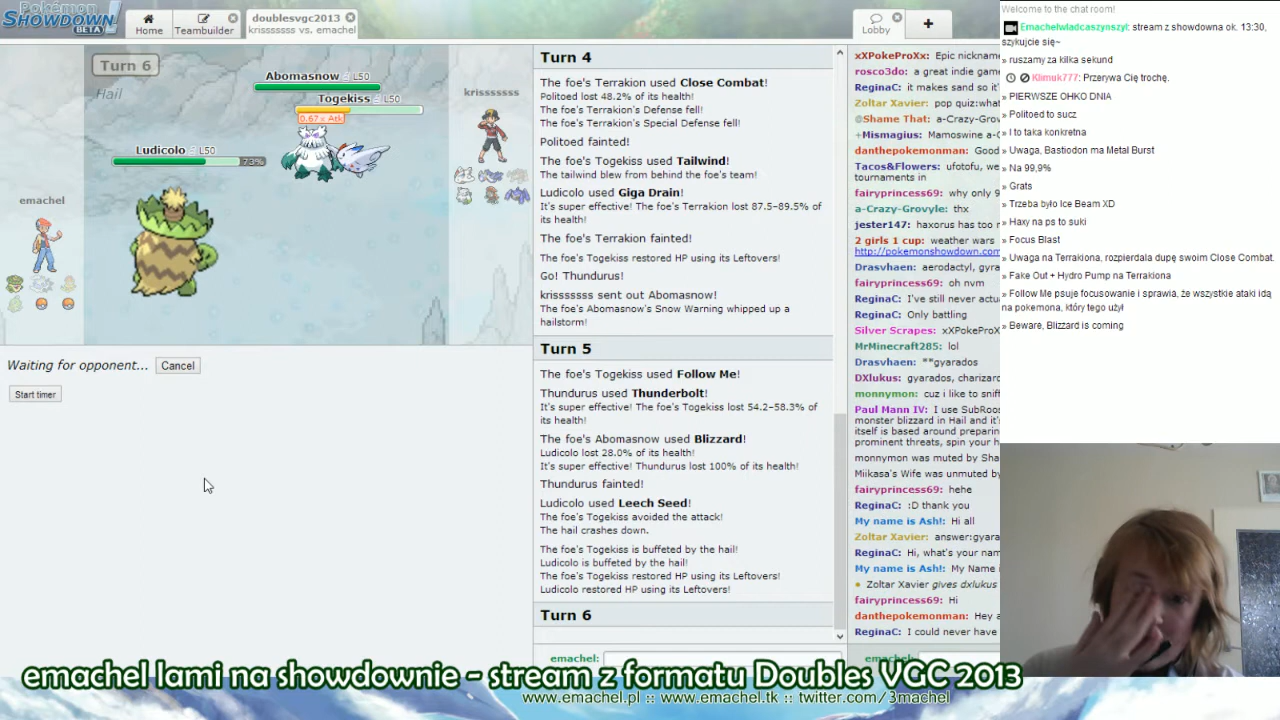 Pokémon
SHOWDOWN!
BETA
Home
Teambuilder
doublesvgc2013
krisssssss vs. emachel
Lobby
Turn 6
Hail
Abomasnow L50
Togekiss L50
0.67× Atk
Ludicolo L50
73%
krisssssss
emachel
Waiting for opponent... Cancel
Start timer
Turn 4
The foe's Terrakion used Close Combat!
Politoed lost 48.2% of its health!
The foe's Terrakion's Defense fell!
The foe's Terrakion's Special Defense fell!
Politoed fainted!
The foe's Togekiss used Tailwind!
The tailwind blew from behind the foe's team!
Ludicolo used Giga Drain!
It's super effective! The foe's Terrakion lost 87.5–89.5% of
its health!
The foe's Terrakion fainted!
The foe's Togekiss restored HP using its Leftovers!
Go! Thundurus!
krisssssss sent out Abomasnow!
The foe's Abomasnow's Snow Warning whipped up a
hailstorm!
Turn 5
The foe's Togekiss used Follow Me!
Thundurus used Thunderbolt!
It's super effective! The foe's Togekiss lost 54.2–58.3% of
its health!
The foe's Abomasnow used Blizzard!
Ludicolo lost 28.0% of its health!
It's super effective! Thundurus lost 100% of its health!
Thundurus fainted!
Ludicolo used Leech Seed!
The foe's Togekiss avoided the attack!
The hail crashes down.
The foe's Togekiss is buffeted by the hail!
Ludicolo is buffeted by the hail!
The foe's Togekiss restored HP using its Leftovers!
Ludicolo restored HP using its Leftovers!
Turn 6
emachel:
xXPokeProXx: Epic nickname
rosco3do: a great indie gam
ReginaC: it makes sand so it'
Zoltar Xavier: pop quiz:what
@Shame That: a-Crazy-Grov
+Mismagius: Mamoswine a-C
danthepokemonman: Good
Tacos&Flowers: ufotofu, we
tournaments in
fairyprincess69: why only 9
a-Crazy-Grovyle: thx
jester147: haxorus has too r
2 girls 1 cup: weather wars
http://pokemonshowdown.com
Drasvhaen: aerodactyl, gyra
fairyprincess69: oh nvm
ReginaC: I've still never actu
ReginaC: Only battling
Silver Scrapes: xXPokeProX
MrMinecraft285: lol
Drasvhaen: **gyarados
DXlukus: gyarados, charizard
monnymon: cuz i like to sniff
Paul Mann IV: I use SubRoos
monster blizzard in Hail and it's
itself is based around preparin
prominent threats, spin your h
monnymon was muted by Sha
Miikasa's Wife was unmuted by
fairyprincess69: hehe
ReginaC: :D thank you
My name is Ash!: Hi all
Zoltar Xavier: answer:gyara
ReginaC: Hi, what's your nam
My name is Ash!: My Name i
• Zoltar Xavier gives dxlukus
fairyprincess69: Hi
danthepokemonman: Hey a
ReginaC: I could never have
emachel:
Welcome to the chat room!
Emachelwladcaszynszyl: stream z showdowna ok. 13:30,
szykujcie się~
» ruszamy za kilka sekund
Klimuk777: Przerywa Cię trochę.
» PIERWSZE OHKO DNIA
» Politoed to sucz
» I to taka konkretna
» Uwaga, Bastiodon ma Metal Burst
» Na 99,9%
» Grats
» Trzeba było Ice Beam XD
» Haxy na ps to suki
» Focus Blast
» Uwaga na Terrakiona, rozpierdala dupę swoim Close Combat.
» Fake Out + Hydro Pump na Terrakiona
» Follow Me psuje focusowanie i sprawia, że wszystkie ataki idą
na pokemona, który tego użył
» Beware, Blizzard is coming
emachel lami na showdownie - stream z formatu Doubles VGC 2013
www.emachel.pl :: www.emachel.tk :: twitter.com/3machel